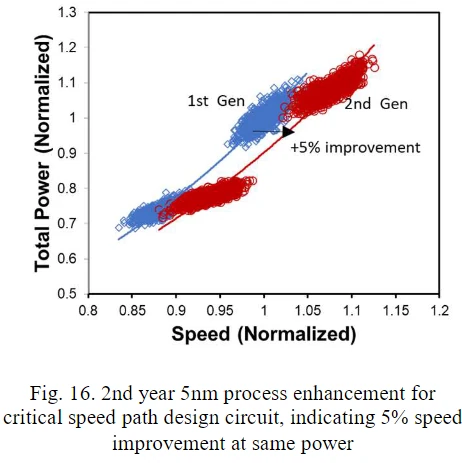 1.3
1.2
1.1
1
0.9
0.8
0.7
0.6
0.5
Total Power (Normalized)
1st Gen
2nd Gen
+5% improvement
0.8 0.85 0.9 0.95 1 1.05 1.1 1.15 1.2
Speed (Normalized)
Fig. 16. 2nd year 5nm process enhancement for
critical speed path design circuit, indicating 5% speed
improvement at same power